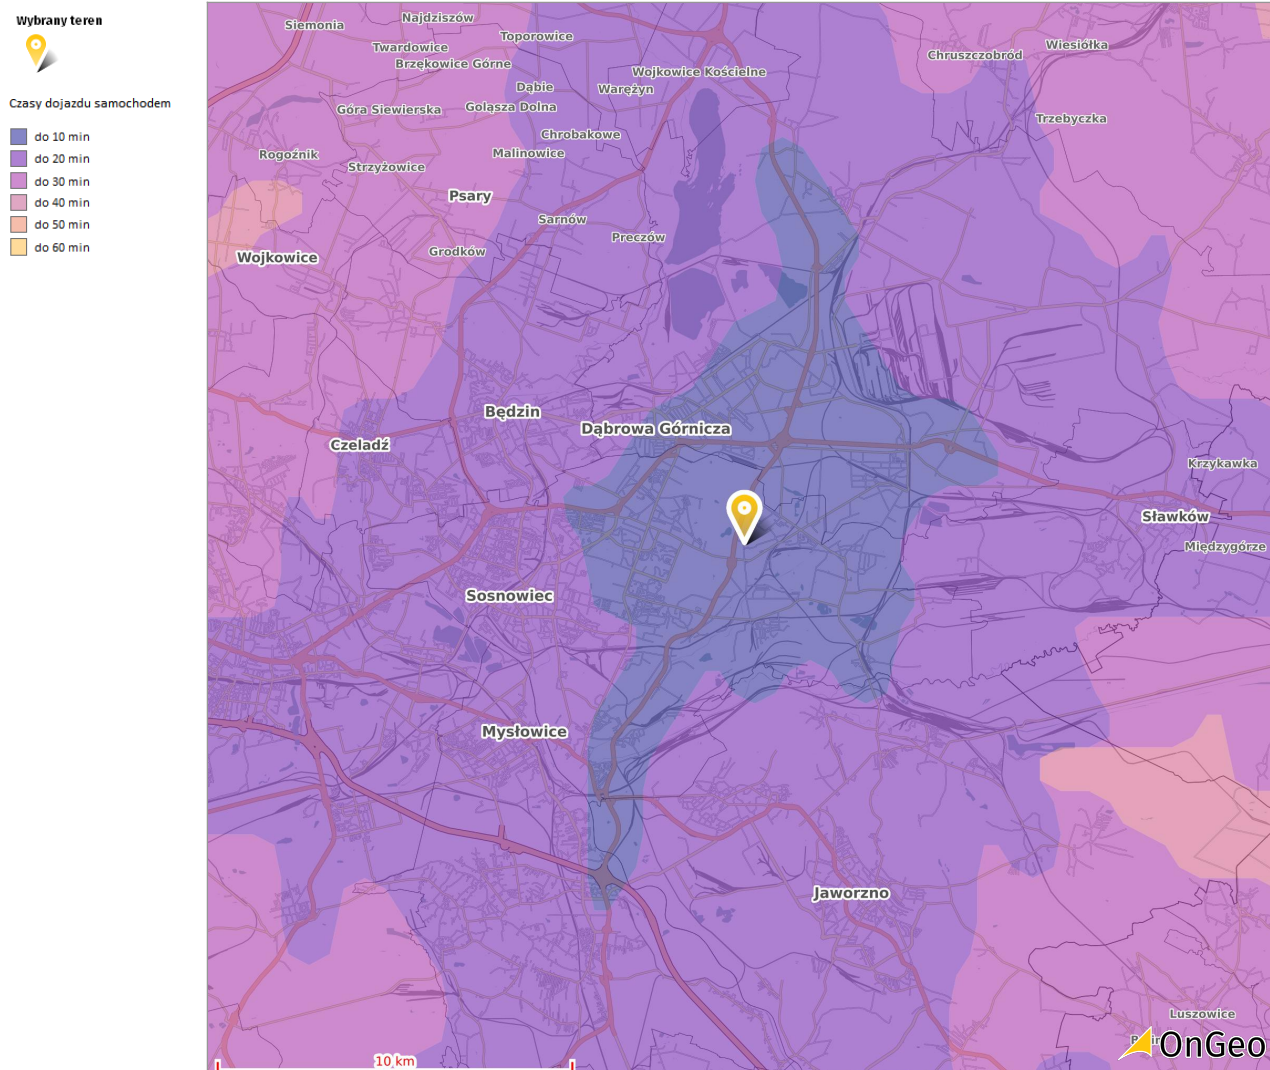 Wybrany teren
Czasy dojazdu samochodem
do 10 min
do 20 min
do 30 min
do 40 min
do 50 min
do 60 min
Siemonia
Najdziszów
Toporowice
Twardowice
Brzękowice Górne
Wojkowice Kościelne
Chruszczobród
Wiesiółka
Dąbie
Warężyn
Góra Siewierska
Goląsza Dolna
Trzebyczka
Chrobakowe
Rogoźnik
Malinowice
Strzyżowice
Psary
Sarnów
Preczów
Grodków
Wojkowice
Będzin
Dąbrowa Górnicza
Czeladź
Krzykawka
Sławków
Międzygórze
Sosnowiec
Mysłowice
Jaworzno
Luszowice
OnGeo
10 km